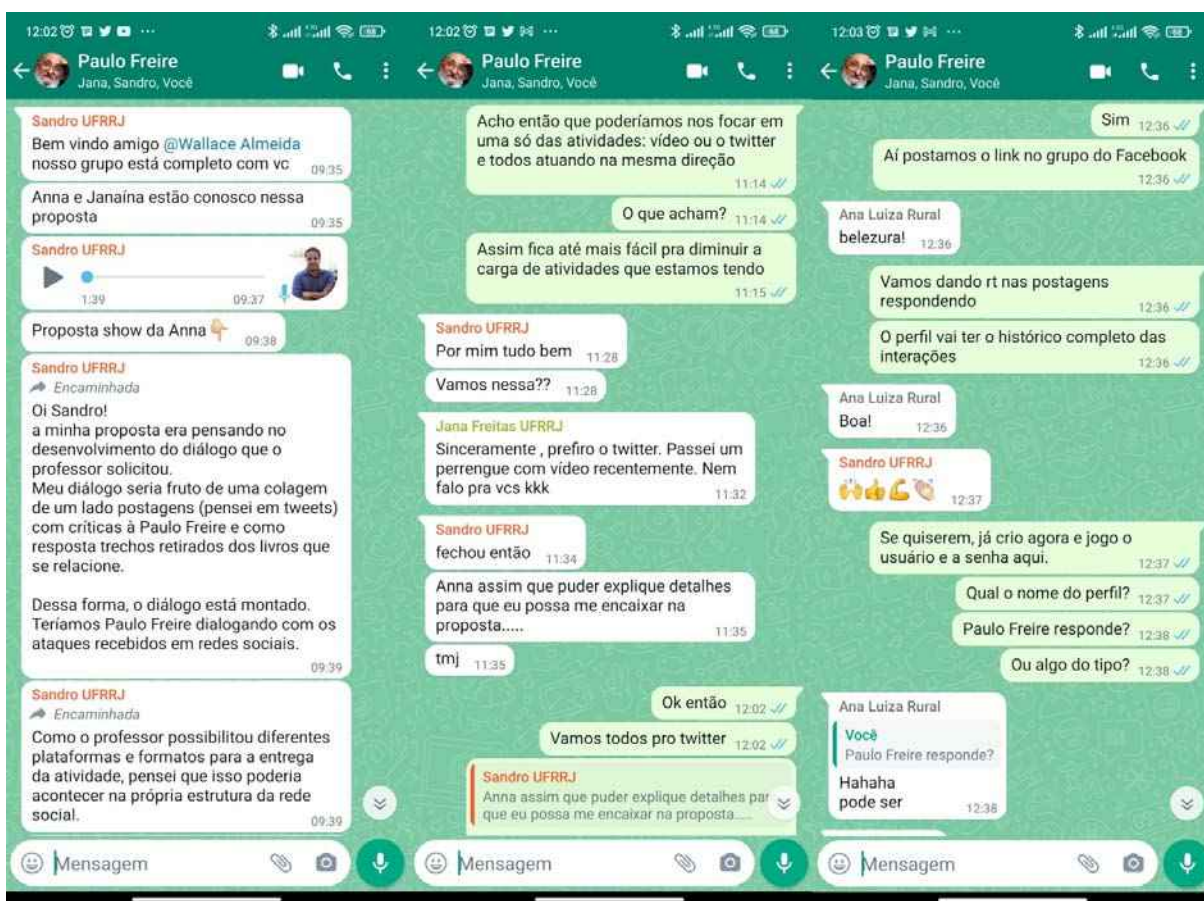 12:02
Paulo Freire
Jana, Sandro, Você
Sandro UFRRJ
Bem vindo amigo @Wallace Almeida
nosso grupo está completo com vc 09:35
Anna e Janaína estão conosco nessa
proposta 09:35
Sandro UFRRJ
1:39 09:37
Proposta show da Anna👇🏻 09:38
Sandro UFRRJ
Encaminhada
Oi Sandro!
a minha proposta era pensando no
desenvolvimento do diálogo que o
professor solicitou.
Meu diálogo seria fruto de uma colagem
de um lado postagens (pensei em tweets)
com críticas à Paulo Freire e como
resposta trechos retirados dos livros que
se relacione.
Dessa forma, o diálogo está montado.
Teríamos Paulo Freire dialogando com os
ataques recebidos em redes sociais.
09:39
Sandro UFRRJ
Encaminhada
Como o professor possibilitou diferentes
plataformas e formatos para a entrega
da atividade, pensei que isso poderia
acontecer na própria estrutura da rede
social. 09:39
Mensagem
12:02
Paulo Freire
Jana, Sandro, Você
Acho então que poderíamos nos focar em
uma só das atividades: vídeo ou o twitter
e todos atuando na mesma direção
11:14
O que acham? 11:14
Assim fica até mais fácil pra diminuir a
carga de atividades que estamos tendo
11:15
Sandro UFRRJ
Por mim tudo bem 11:28
Vamos nessa?? 11:28
Jana Freitas UFRRJ
Sinceramente , prefiro o twitter. Passei um
perrengue com vídeo recentemente. Nem
falo pra vcs kkk 11:32
Sandro UFRRJ
fechou então 11:34
Anna assim que puder explique detalhes
para que eu possa me encaixar na
proposta..... 11:35
tmj 11:35
Ok então 12:02
Vamos todos pro twitter 12:02
Sandro UFRRJ
Anna assim que puder explique detalhes par
que eu possa me encaixar na proposta.....
Mensagem
12:03
Paulo Freire
Jana, Sandro, Você
Sim 12:36
Aí postamos o link no grupo do Facebook
12:36
Ana Luiza Rural
belezura! 12:36
Vamos dando rt nas postagens
respondendo 12:36
O perfil vai ter o histórico completo das
interações 12:36
Ana Luiza Rural
Boa! 12:36
Sandro UFRRJ
12:37
Se quiserem, já crio agora e jogo o
usuário e a senha aqui. 12:37
Qual o nome do perfil? 12:37
Paulo Freire responde? 12:38
Ou algo do tipo? 12:38
Ana Luiza Rural
Você
Paulo Freire responde?
Hahaha
pode ser 12:38
Mensagem